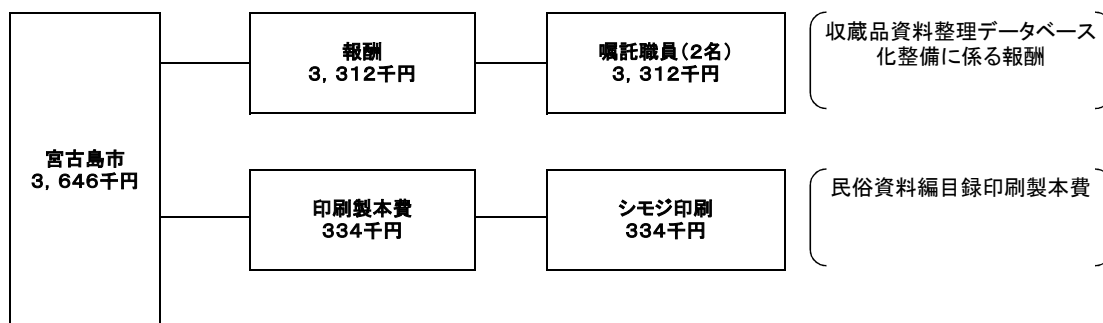 宮古島市
3,646千円
報酬
3,312千円
嘱託職員(2名)
3,312千円
収蔵品資料整理データベース
化整備に係る報酬
印刷製本費
334千円
シモジ印刷
334千円
民俗資料編目録印刷製本費